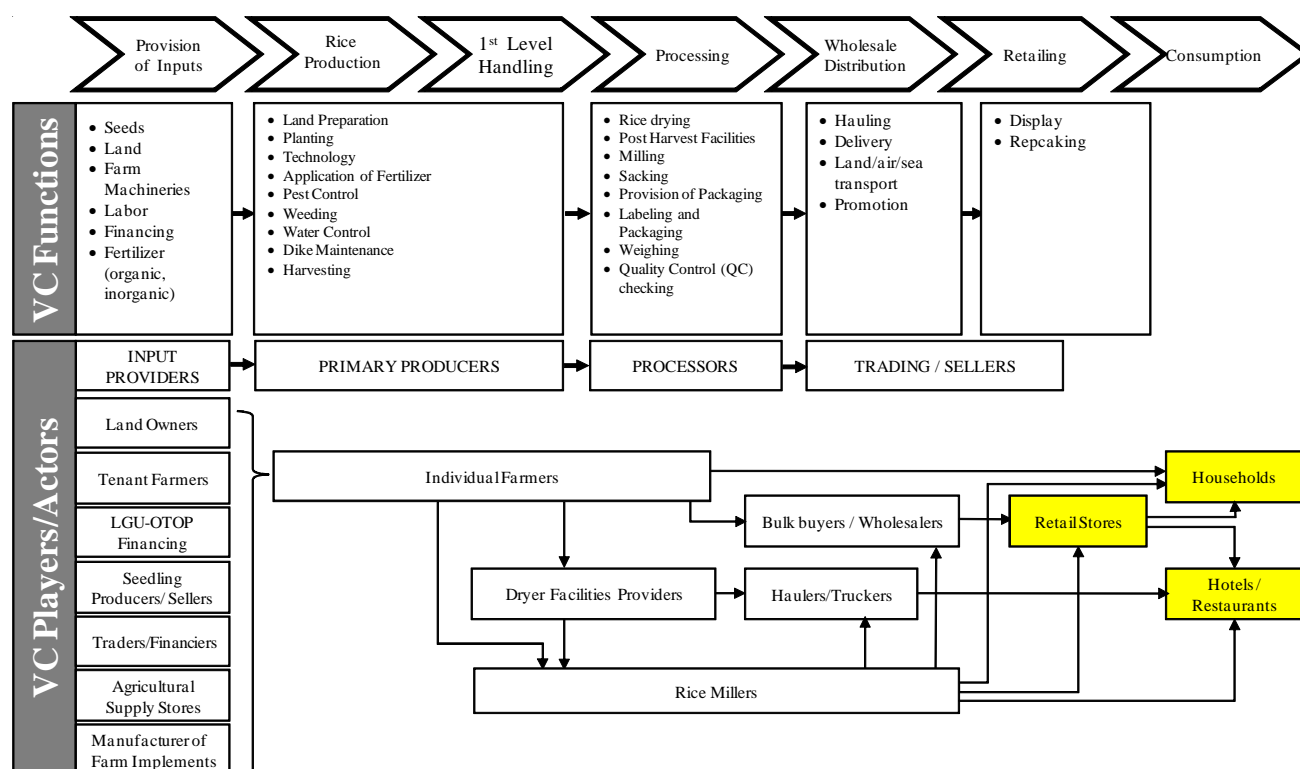 Provision
of Inputs
Rice
Production
1st Level
Handling
Processing
Wholesale
Distribution
Retailing
Consumption
VC Functions
• Seeds
• Land
• Farm
Machineries
• Labor
• Financing
• Fertilizer
(organic,
inorganic)
• Land Preparation
• Planting
• Technology
• Application of Fertilizer
• Pest Control
• Weeding
• Water Control
• Dike Maintenance
• Harvesting
• Rice drying
• Post Harvest Facilities
• Milling
• Sacking
• Provision of Packaging
• Labeling and
Packaging
• Weighing
• Quality Control (QC)
checking
• Hauling
• Delivery
• Land/air/sea
transport
• Promotion
• Display
• Repcaking
VC Players/Actors
INPUT
PROVIDERS
PRIMARY PRODUCERS
PROCESSORS
TRADING / SELLERS
Land Owners
Tenant Farmers
LGU-OTOP
Financing
Seedling
Producers/ Sellers
Traders/Financiers
Agricultural
Supply Stores
Manufacturer of
Farm Implements
Individual Farmers
Households
Bulk buyers / Wholesalers
Retail Stores
Dryer Facilities Providers
Haulers/Truckers
Hotels/
Restaurants
Rice Millers